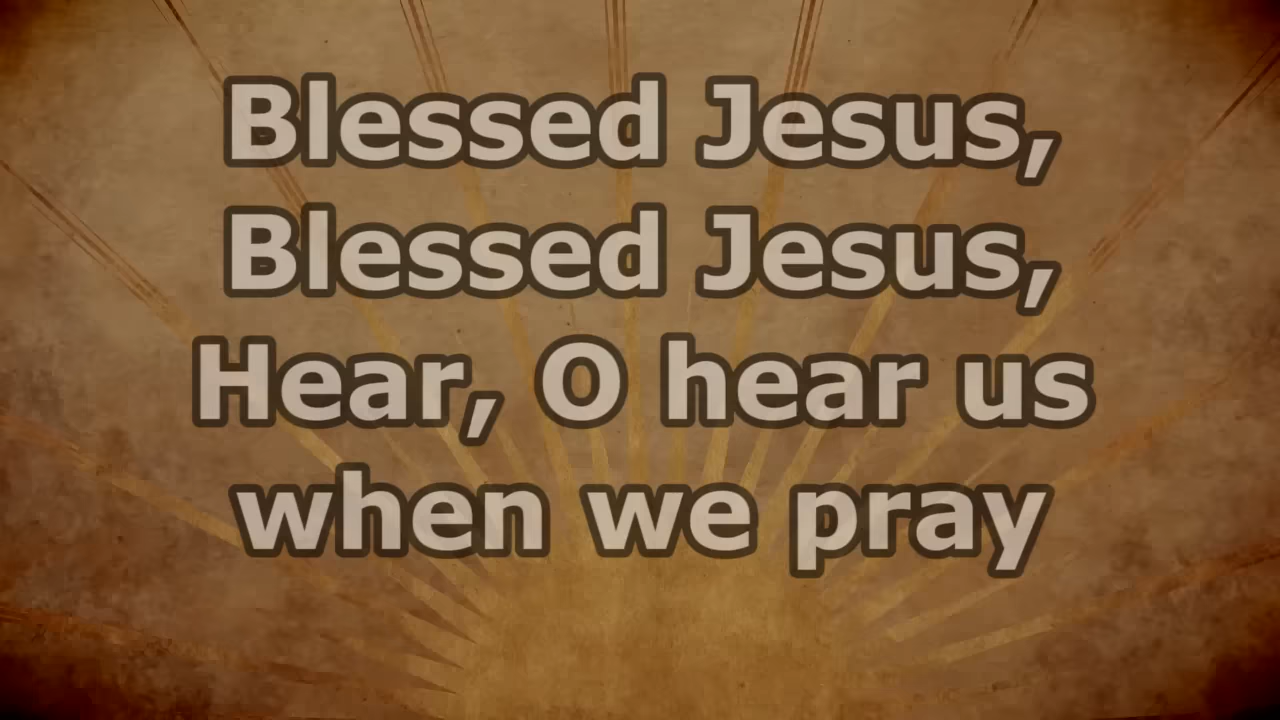 Blessed Jesus,
Blessed Jesus,
Hear, O hear us
when we pray